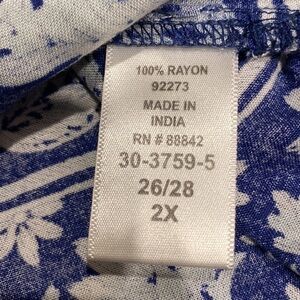 100% RAYON
92273
MADE IN
INDIA
RN # 88842
30-3759-5
26/28
2X